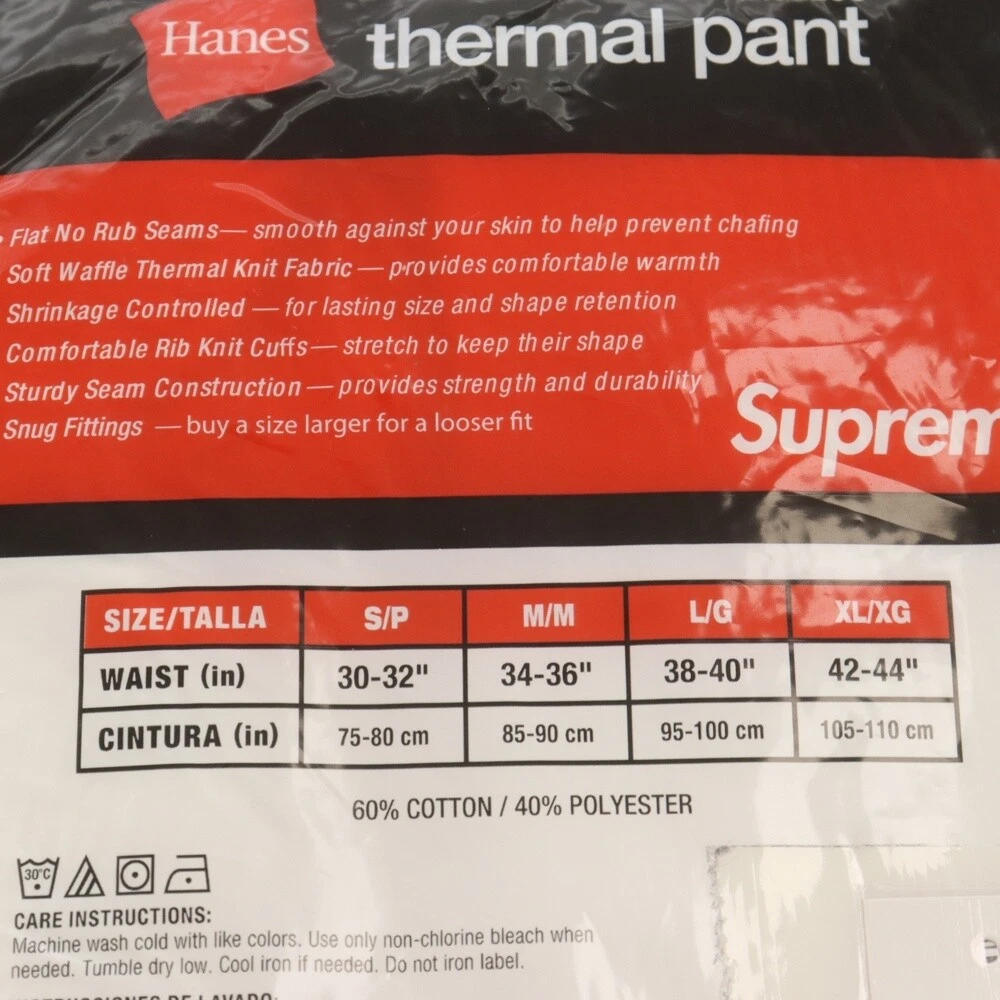 Hanes thermal pant
Flat No Rub Seams— smooth against your skin to help prevent chafing
Soft Waffle Thermal Knit Fabric — provides comfortable warmth
Shrinkage Controlled — for lasting size and shape retention
Comfortable Rib Knit Cuffs— stretch to keep their shape
Sturdy Seam Construction — provides strength and durability
Snug Fittings — buy a size larger for a looser fit
Suprem
SIZE/TALLA S/P M/M L/G XL/XG
WAIST (in) 30-32" 34-36" 38-40" 42-44"
CINTURA (in) 75-80 cm 85-90 cm 95-100 cm 105-110 cm
60% COTTON / 40% POLYESTER
30°C
CARE INSTRUCTIONS:
Machine wash cold with like colors. Use only non-chlorine bleach when
needed. Tumble dry low. Cool iron if needed. Do not iron label.